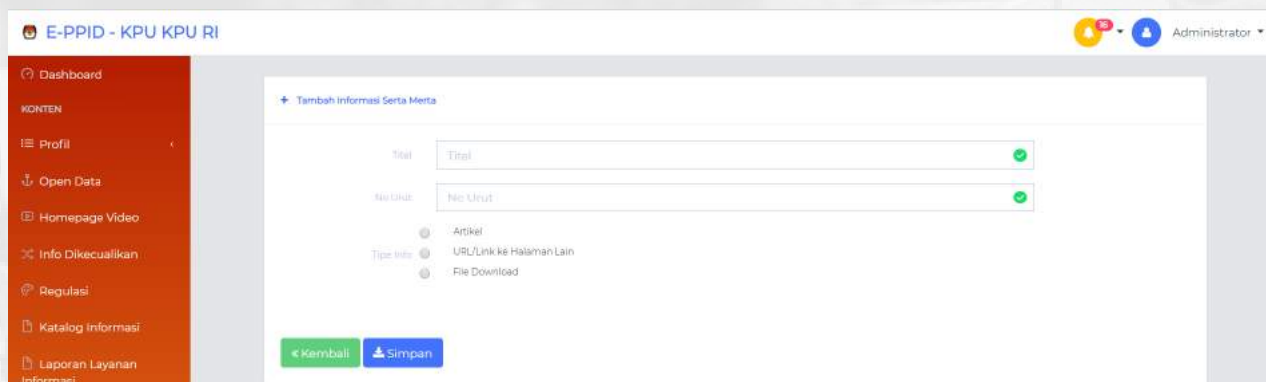 E-PPID - KPU KPU RI
16
Administrator
Dashboard
KONTEN
Profil
Open Data
Homepage Video
Info Dikecualikan
Regulasi
Katalog Informasi
Laporan Layanan
Informasi
+ Tambah Informasi Serta Merta
Titel
Titel
No Urut
No Urut
Tipe Info
Artikel
URL/Link ke Halaman Lain
File Download
« Kembali
Simpan